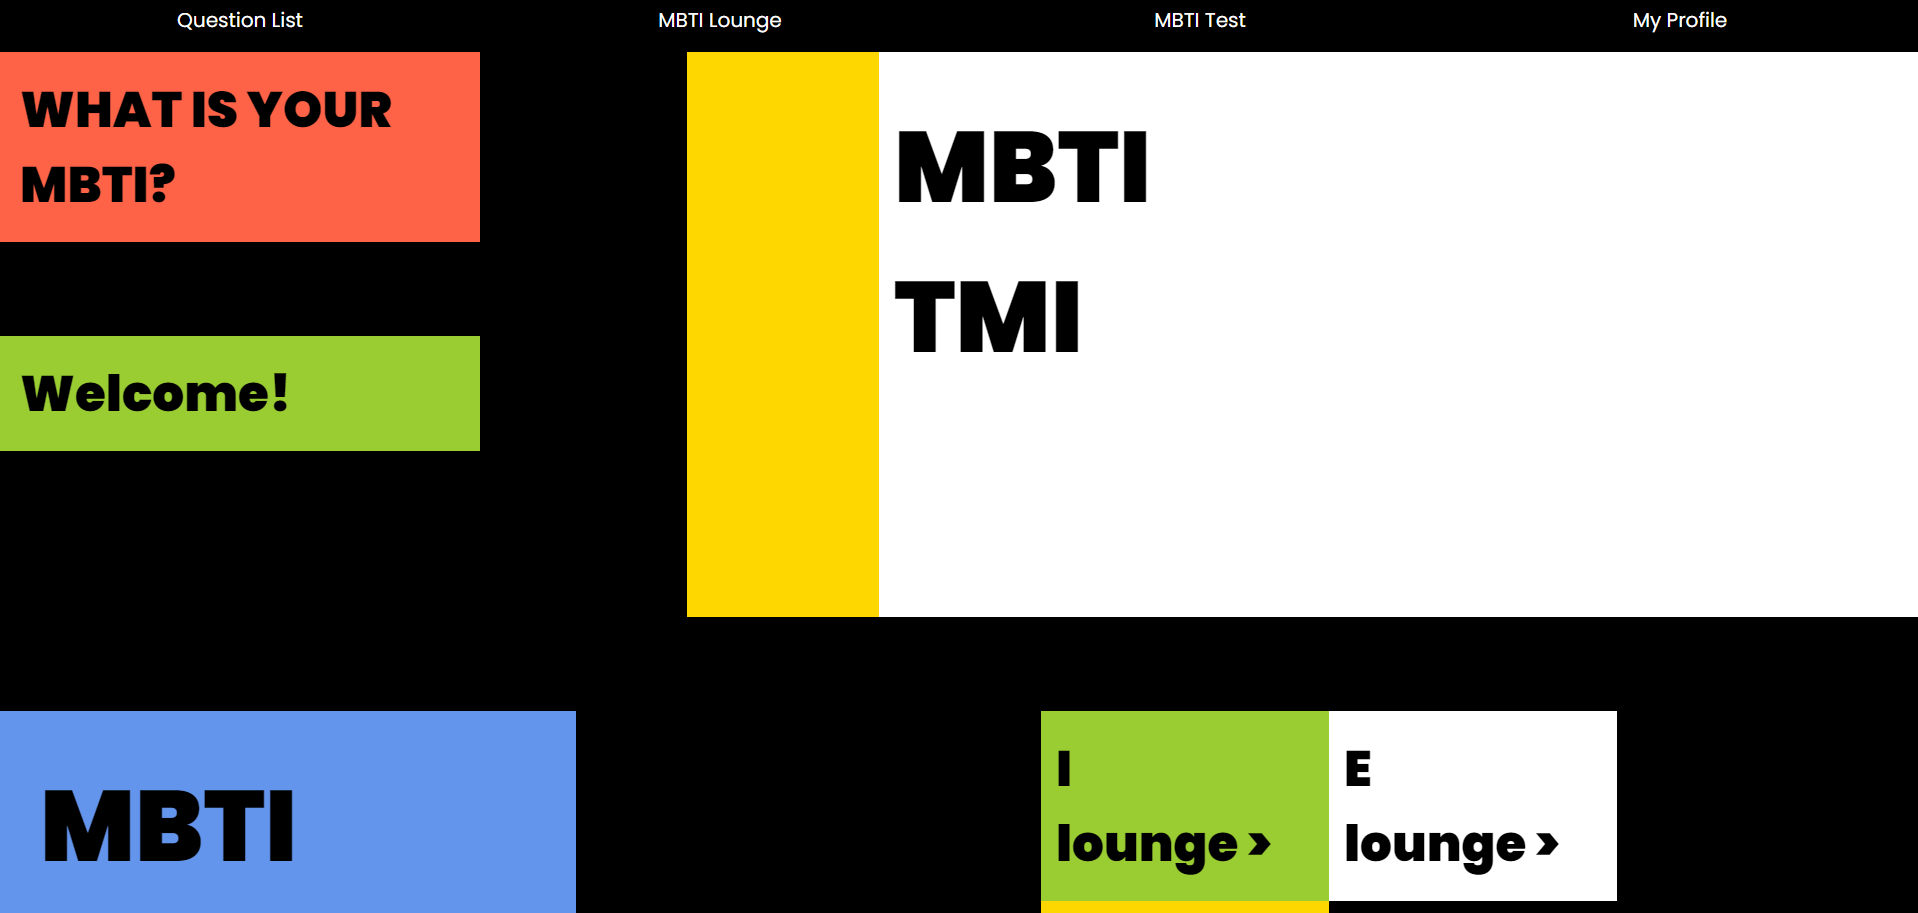 Question List
MBTI Lounge
MBTI Test
My Profile
WHAT IS YOUR
MBTI?
Welcome!
MBTI
TMI
MBTI
I
lounge >
E
lounge >